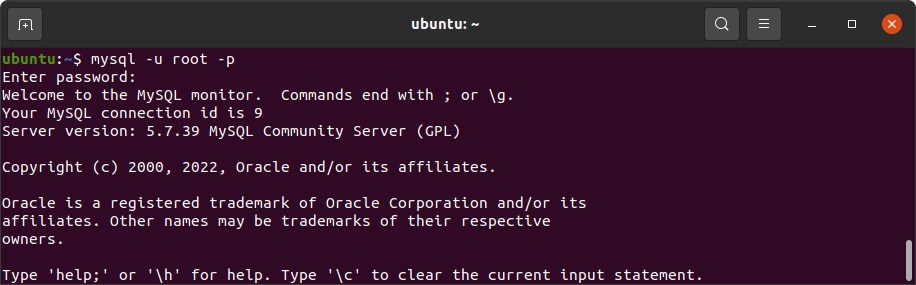 ubuntu: ~
ubuntu:~$ mysql -u root -p
Enter password:
Welcome to the MySQL monitor.  Commands end with ; or \g.
Your MySQL connection id is 9
Server version: 5.7.39 MySQL Community Server (GPL)
Copyright (c) 2000, 2022, Oracle and/or its affiliates.
Oracle is a registered trademark of Oracle Corporation and/or its
affiliates. Other names may be trademarks of their respective
owners.
Type 'help;' or '\h' for help. Type '\c' to clear the current input statement.